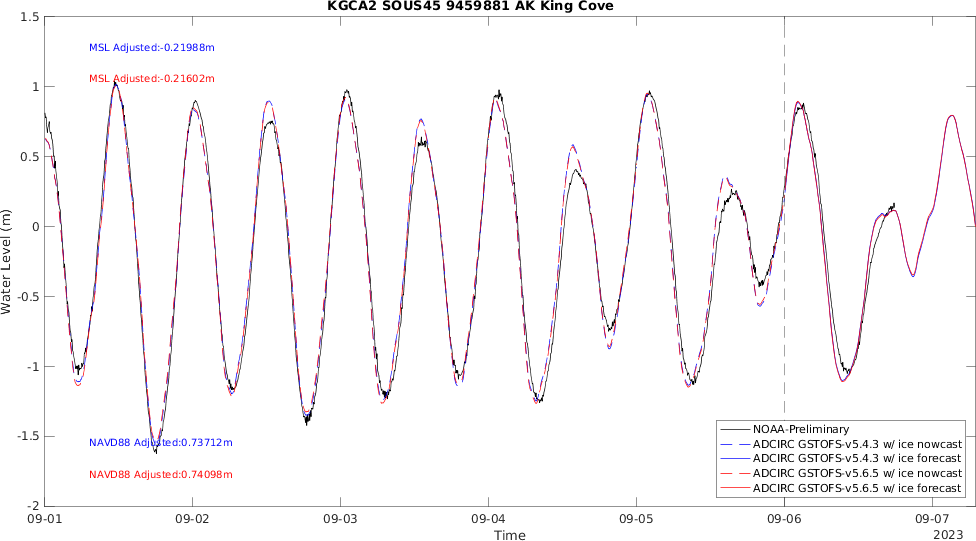 KGCA2 SOUS45 9459881 AK King Cove
1.5
1
0.5
0
-0.5
-1
-1.5
-2
Water Level (m)
MSL Adjusted:-0.21988m
MSL Adjusted:-0.21602m
NAVD88 Adjusted:0.73712m
NAVD88 Adjusted:0.74098m
NOAA-Preliminary
ADCIRC GSTOFS-v5.4.3 w/ ice nowcast
ADCIRC GSTOFS-v5.4.3 w/ ice forecast
ADCIRC GSTOFS-v5.6.5 w/ ice nowcast
ADCIRC GSTOFS-v5.6.5 w/ ice forecast
09-01 09-02 09-03 09-04 09-05 09-06 09-07
Time
2023